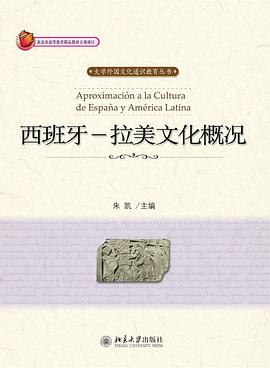 北京市高等教育精品教材立项项目
大学外国文化通识教育丛书
Aproximación a la Cultura
de España y América Latina
西班牙－拉美文化概况
朱 凯 / 主编
北京大学出版社
PEKING UNIVERSITY PRESS